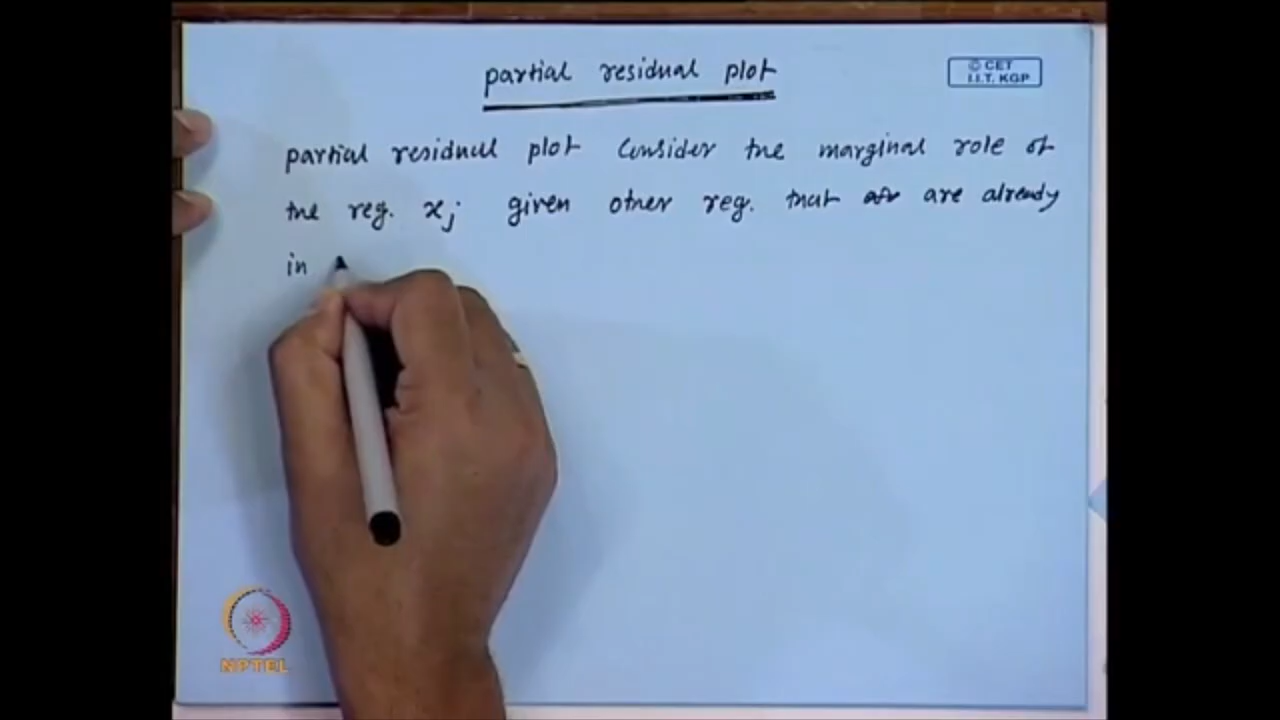 partial residual plot
© CET
I.I.T. KGP
partial residual plot Consider the marginal role of
the reg. xj given other reg. that are already
in
NPTEL